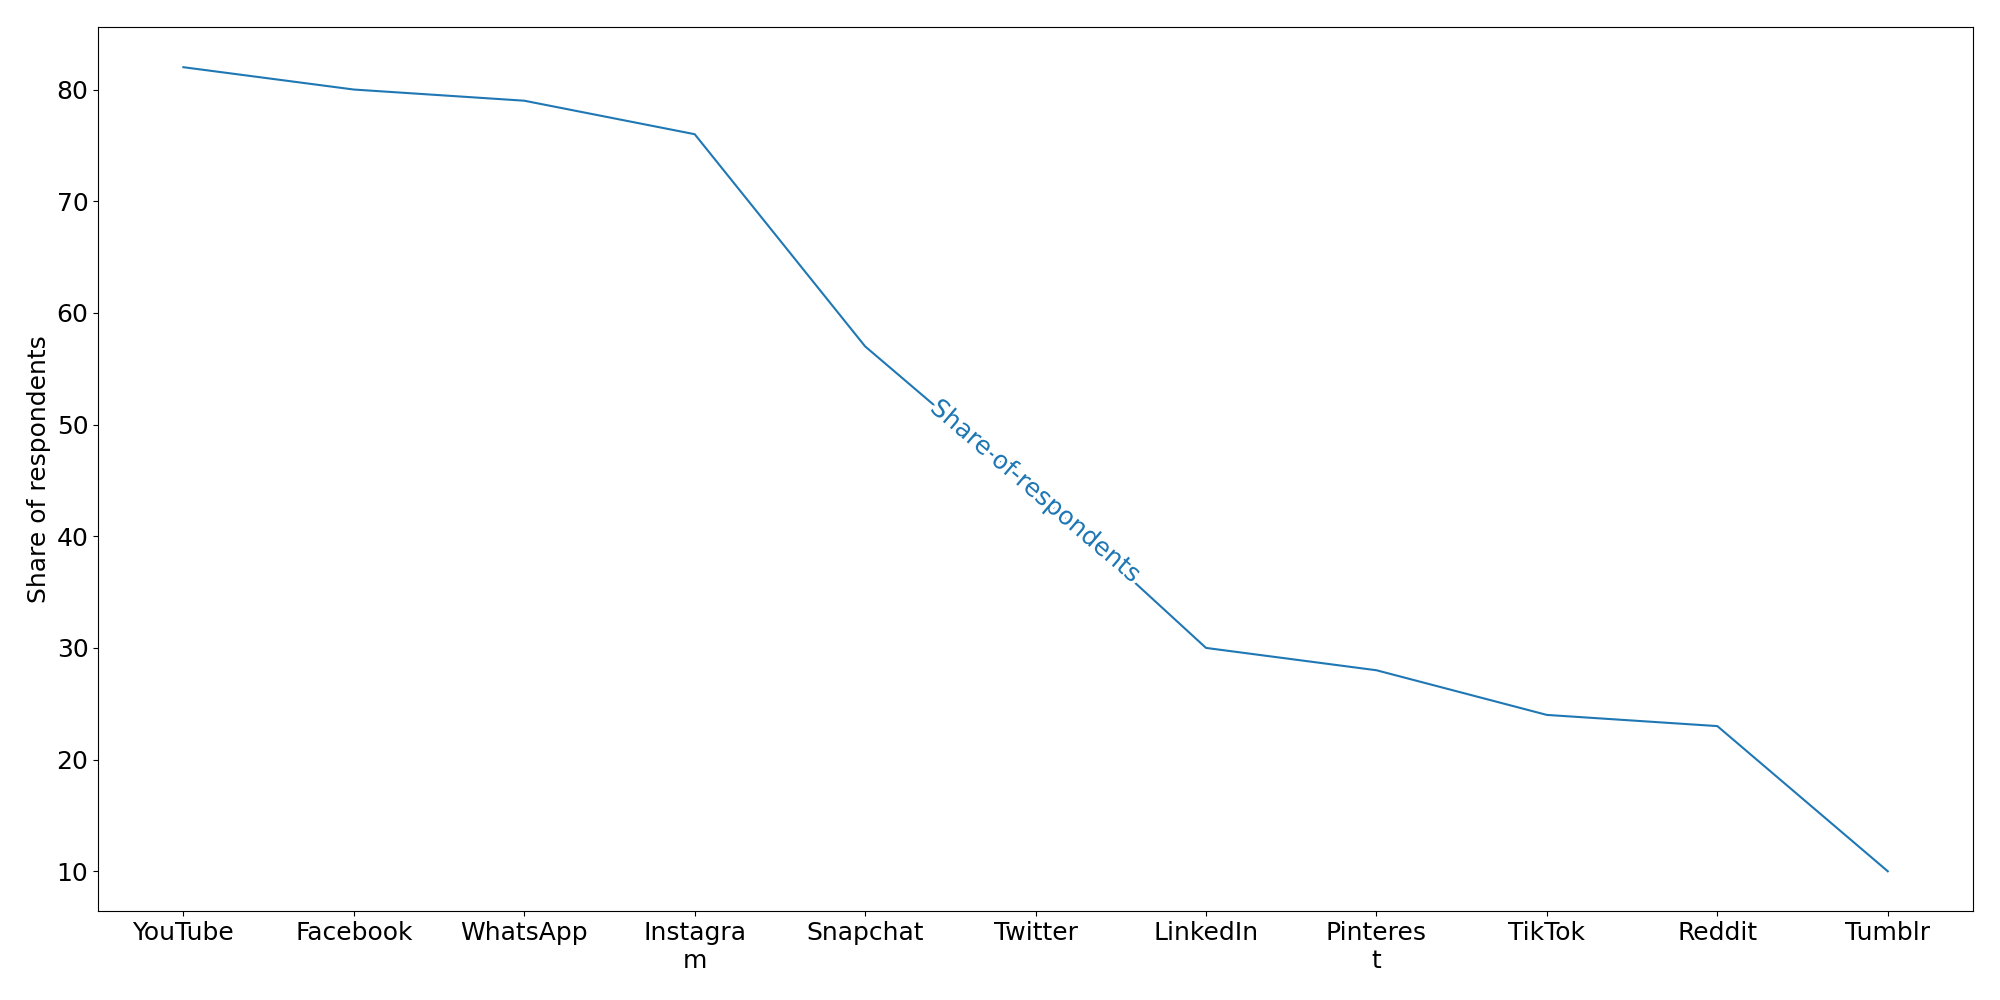 80
70
60
50
40
30
20
10
Share of respondents
Share-of-respondents
YouTube Facebook WhatsApp Instagra Snapchat Twitter LinkedIn Pinteres TikTok Reddit Tumblr
m t